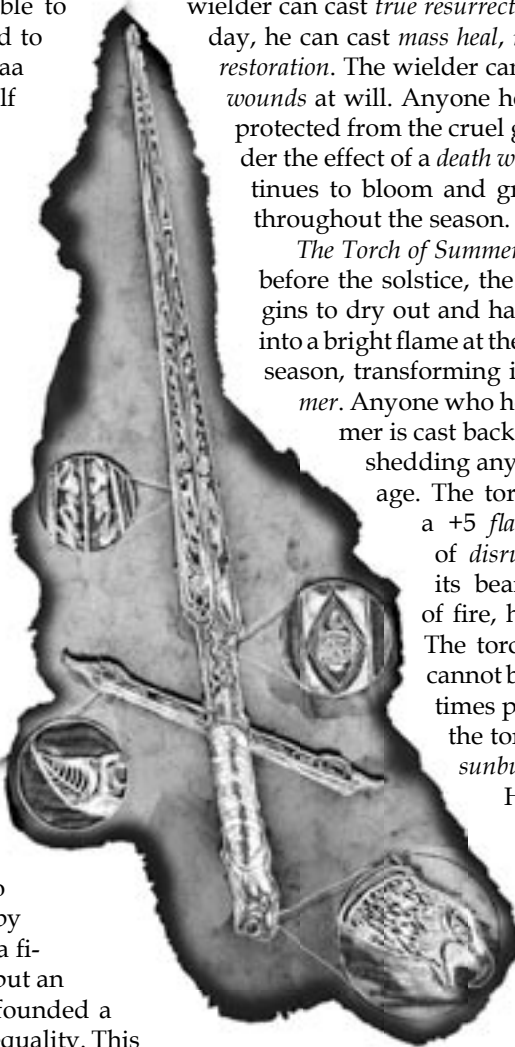 ble to
d to
aa
lf
wielder can cast true resurrect
day, he can cast mass heal,
restoration. The wielder can
wounds at will. Anyone ho
protected from the cruel g
der the effect of a death w
tinues to bloom and gr
throughout the season.
The Torch of Summer
before the solstice, the
gins to dry out and ha
into a bright flame at the
season, transforming i
mer. Anyone who h
mer is cast back
shedding any
age. The tor
a +5 fla
of disru
its bear
of fire, h
The torc
cannot b
times p
the tor
sunbu
H
o
by
a fi-
but an
founded a
quality. This